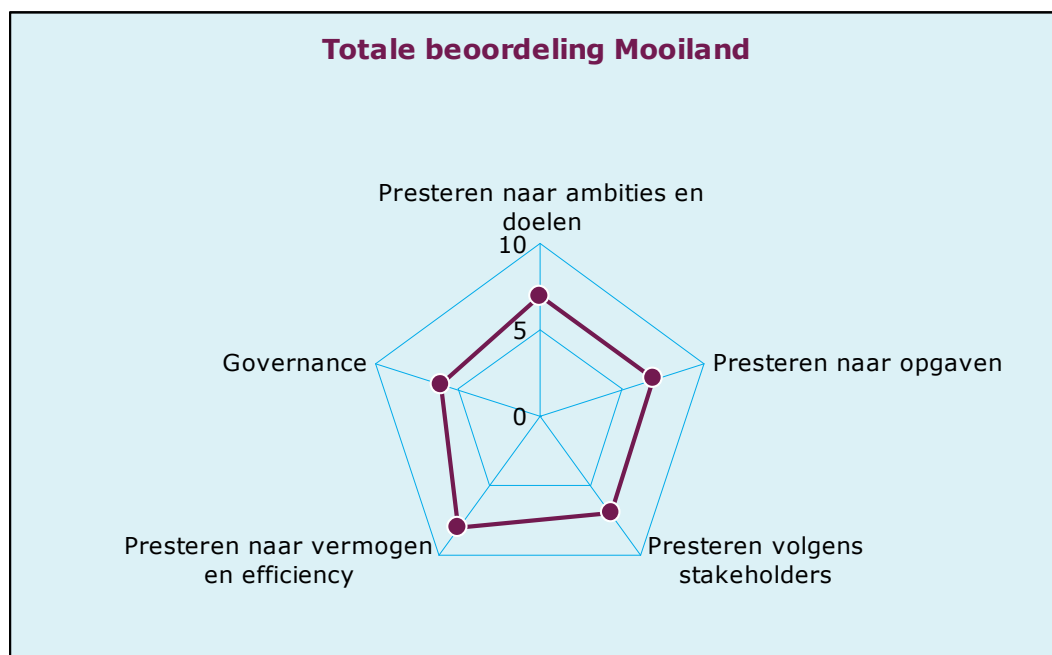 Totale beoordeling Mooiland
Presteren naar ambities en
doelen
10
5
0
Governance
Presteren naar opgaven
Presteren naar vermogen
en efficiency
Presteren volgens
stakeholders